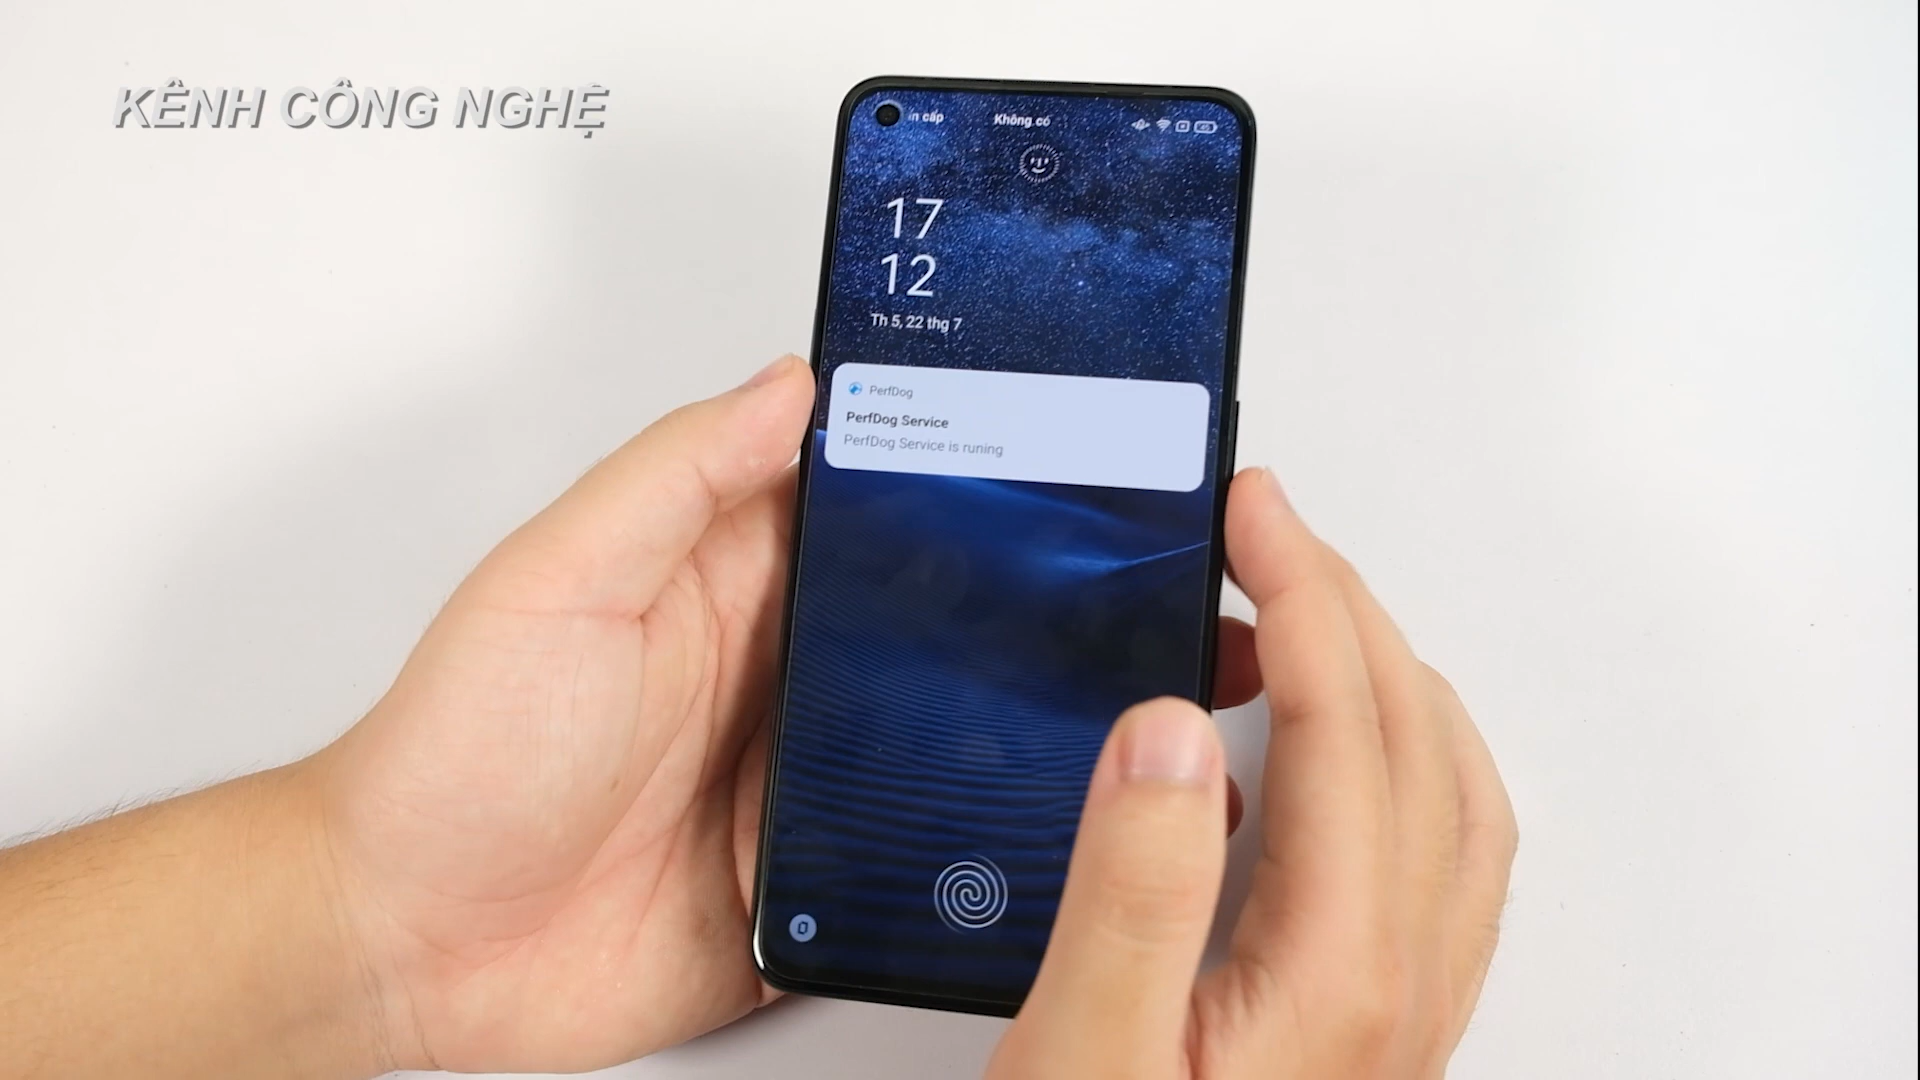 KÊNH CÔNG NGHỆ
n cấp
Không có
17
12
Th 5, 22 thg 7
PerfDog
PerfDog Service
PerfDog Service is runing